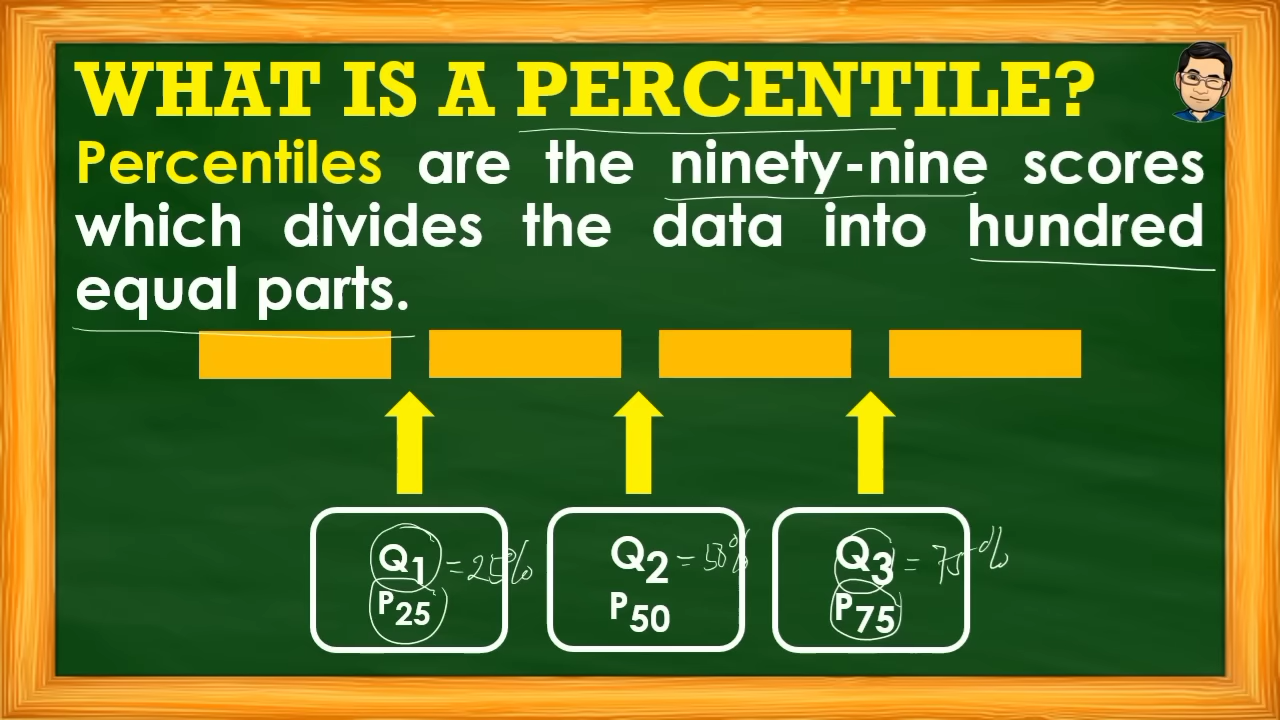 WHAT IS A PERCENTILE?
Percentiles are the ninety-nine scores
which divides the data into hundred
equal parts.
Q1 = 25%
P25
Q2 = 50%
P50
Q3 = 75%
P75